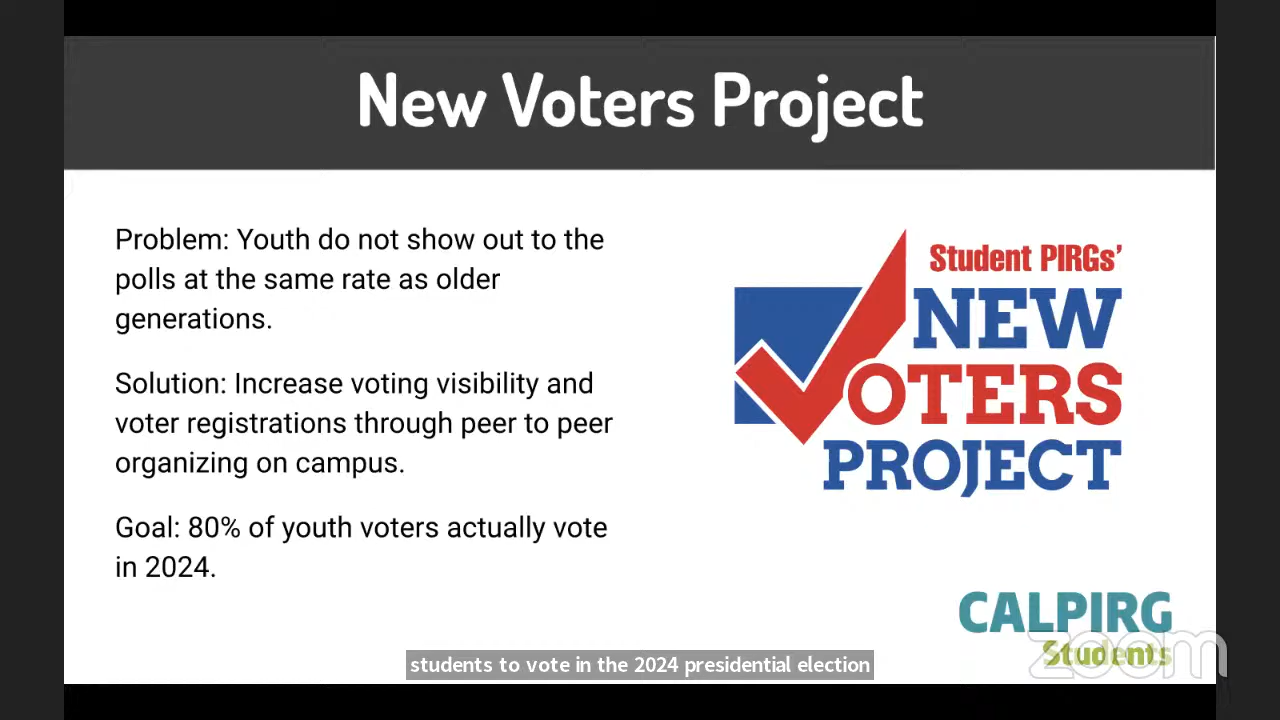 New Voters Project
Problem: Youth do not show out to the
polls at the same rate as older
generations.
Solution: Increase voting visibility and
voter registrations through peer to peer
organizing on campus.
Goal: 80% of youth voters actually vote
in 2024.
Student PIRGs'
NEW
VOTERS
PROJECT
CALPIRG
Students
zoom
students to vote in the 2024 presidential election